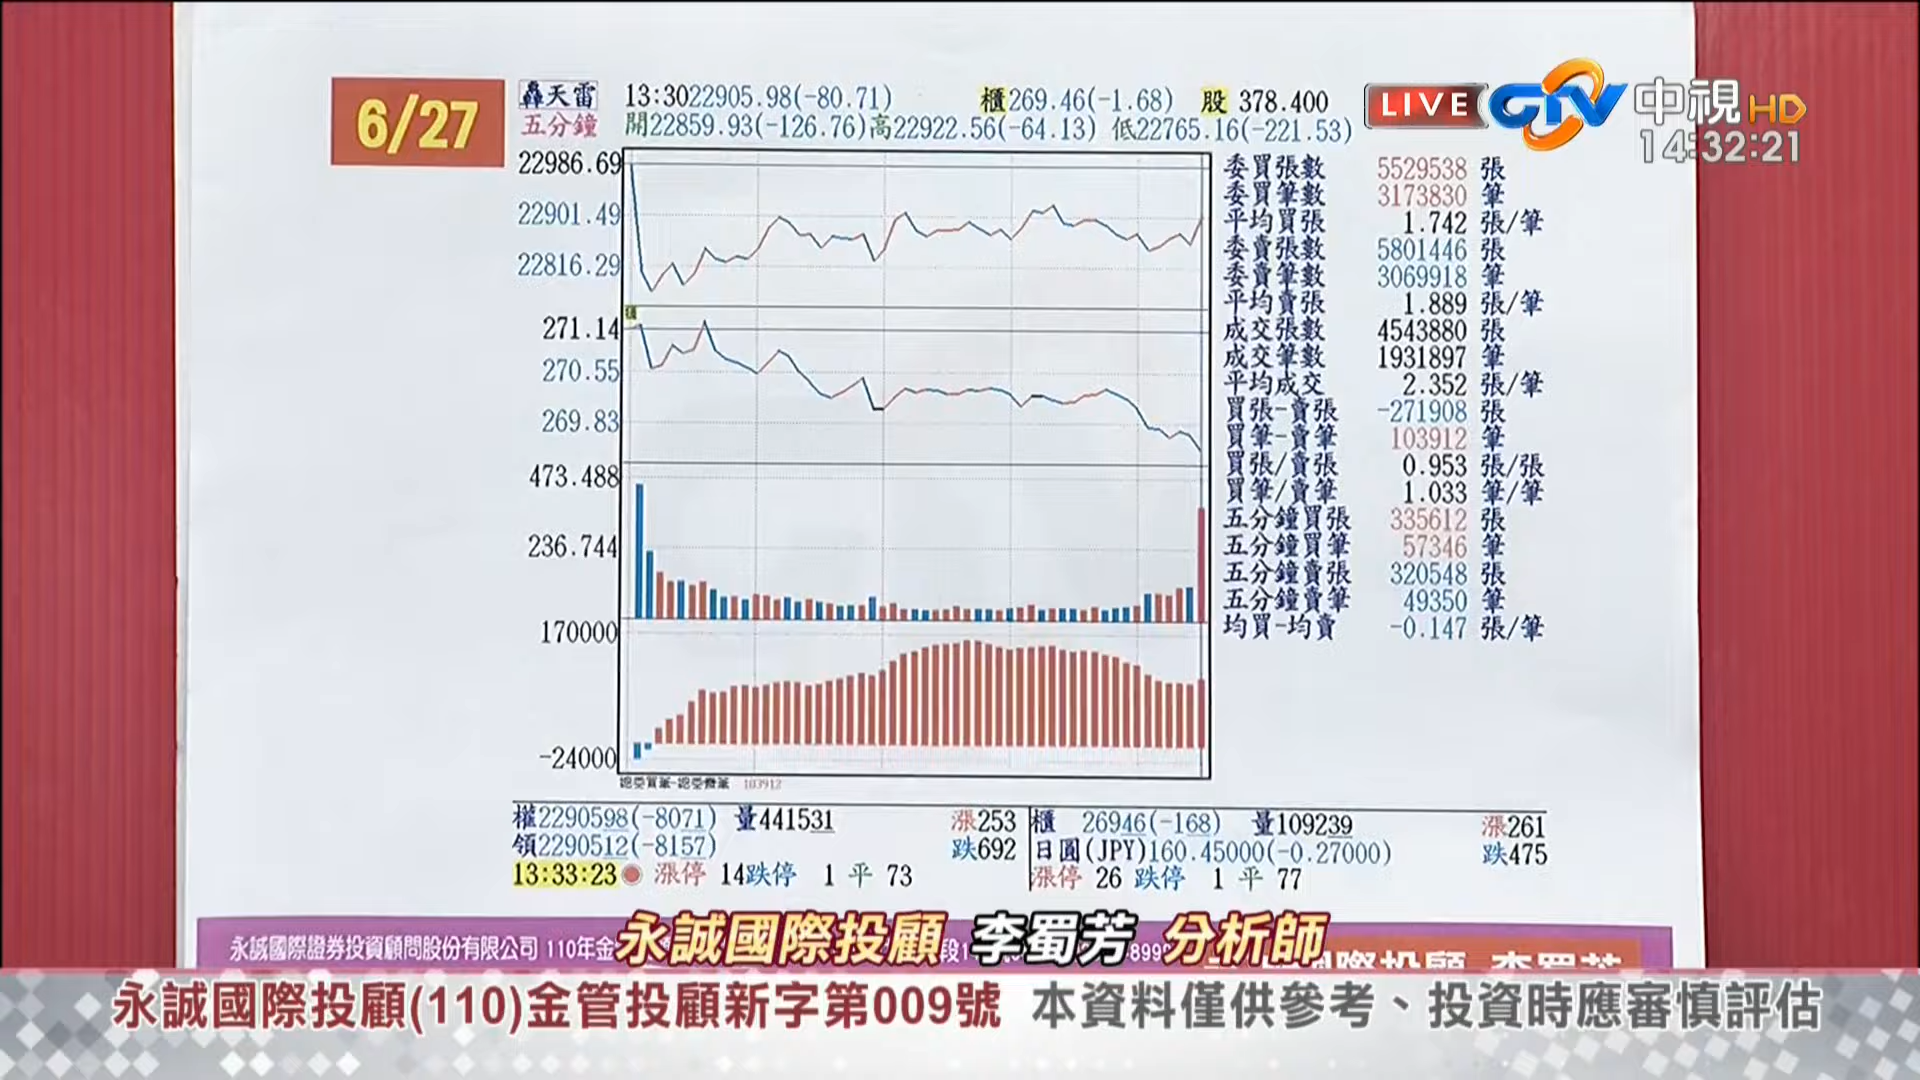 6/27
轟天雷
五分鐘
13:30 22905.98(-80.71) 櫃269.46(-1.68) 股 378.400
開22859.93(-126.76)高22922.56(-64.13) 低22765.16(-221.53)
LIVE CTV 中視HD
14:32:21
22986.69
22901.49
22816.29
271.14
270.55
269.83
473.488
236.744
170000
-24000
總委買筆-總委賣筆 103912
委買張數 5529538 張
委買筆數 3173830 筆
平均買張 1.742 張/筆
委賣張數 5801446 張
委賣筆數 3069918 筆
平均賣張 1.889 張/筆
成交張數 4543880 張
成交筆數 1931897 筆
平均成交 2.352 張/筆
買張-賣張 -271908 張
買筆-賣筆 103912 筆
買張/賣張 0.953 張/張
買筆/賣筆 1.033 筆/筆
五分鐘買張 335612 張
五分鐘買筆 57346 筆
五分鐘賣張 320548 張
五分鐘賣筆 49350 筆
均買-均賣 -0.147 張/筆
權2290598(-8071) 量441531 漲253
領2290512(-8157) 跌692
13:33:23 漲停 14跌停 1 平 73
櫃 26946(-168) 量109239 漲261
日圓(JPY)160.45000(-0.27000) 跌475
漲停 26 跌停 1 平 77
永誠國際證券投資顧問股份有限公司 110年金
永誠國際投顧 李蜀芳 分析師
永誠國際投顧(110)金管投顧新字第009號 本資料僅供參考、投資時應審慎評估